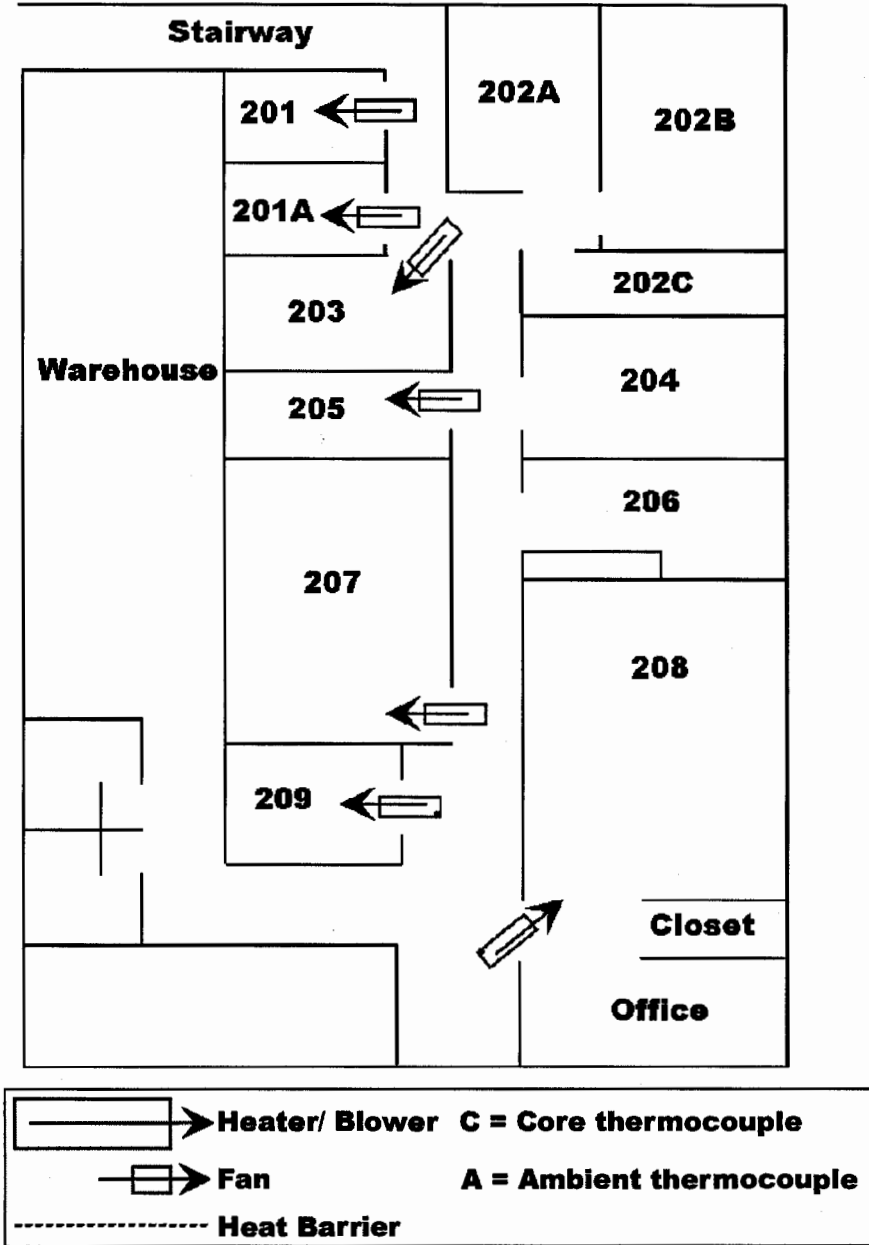 Stairway
201
202A
202B
201A
202C
203
Warehouse
204
205
206
207
208
209
Closet
Office
Heater/ Blower C = Core thermocouple
Fan A = Ambient thermocouple
Heat Barrier